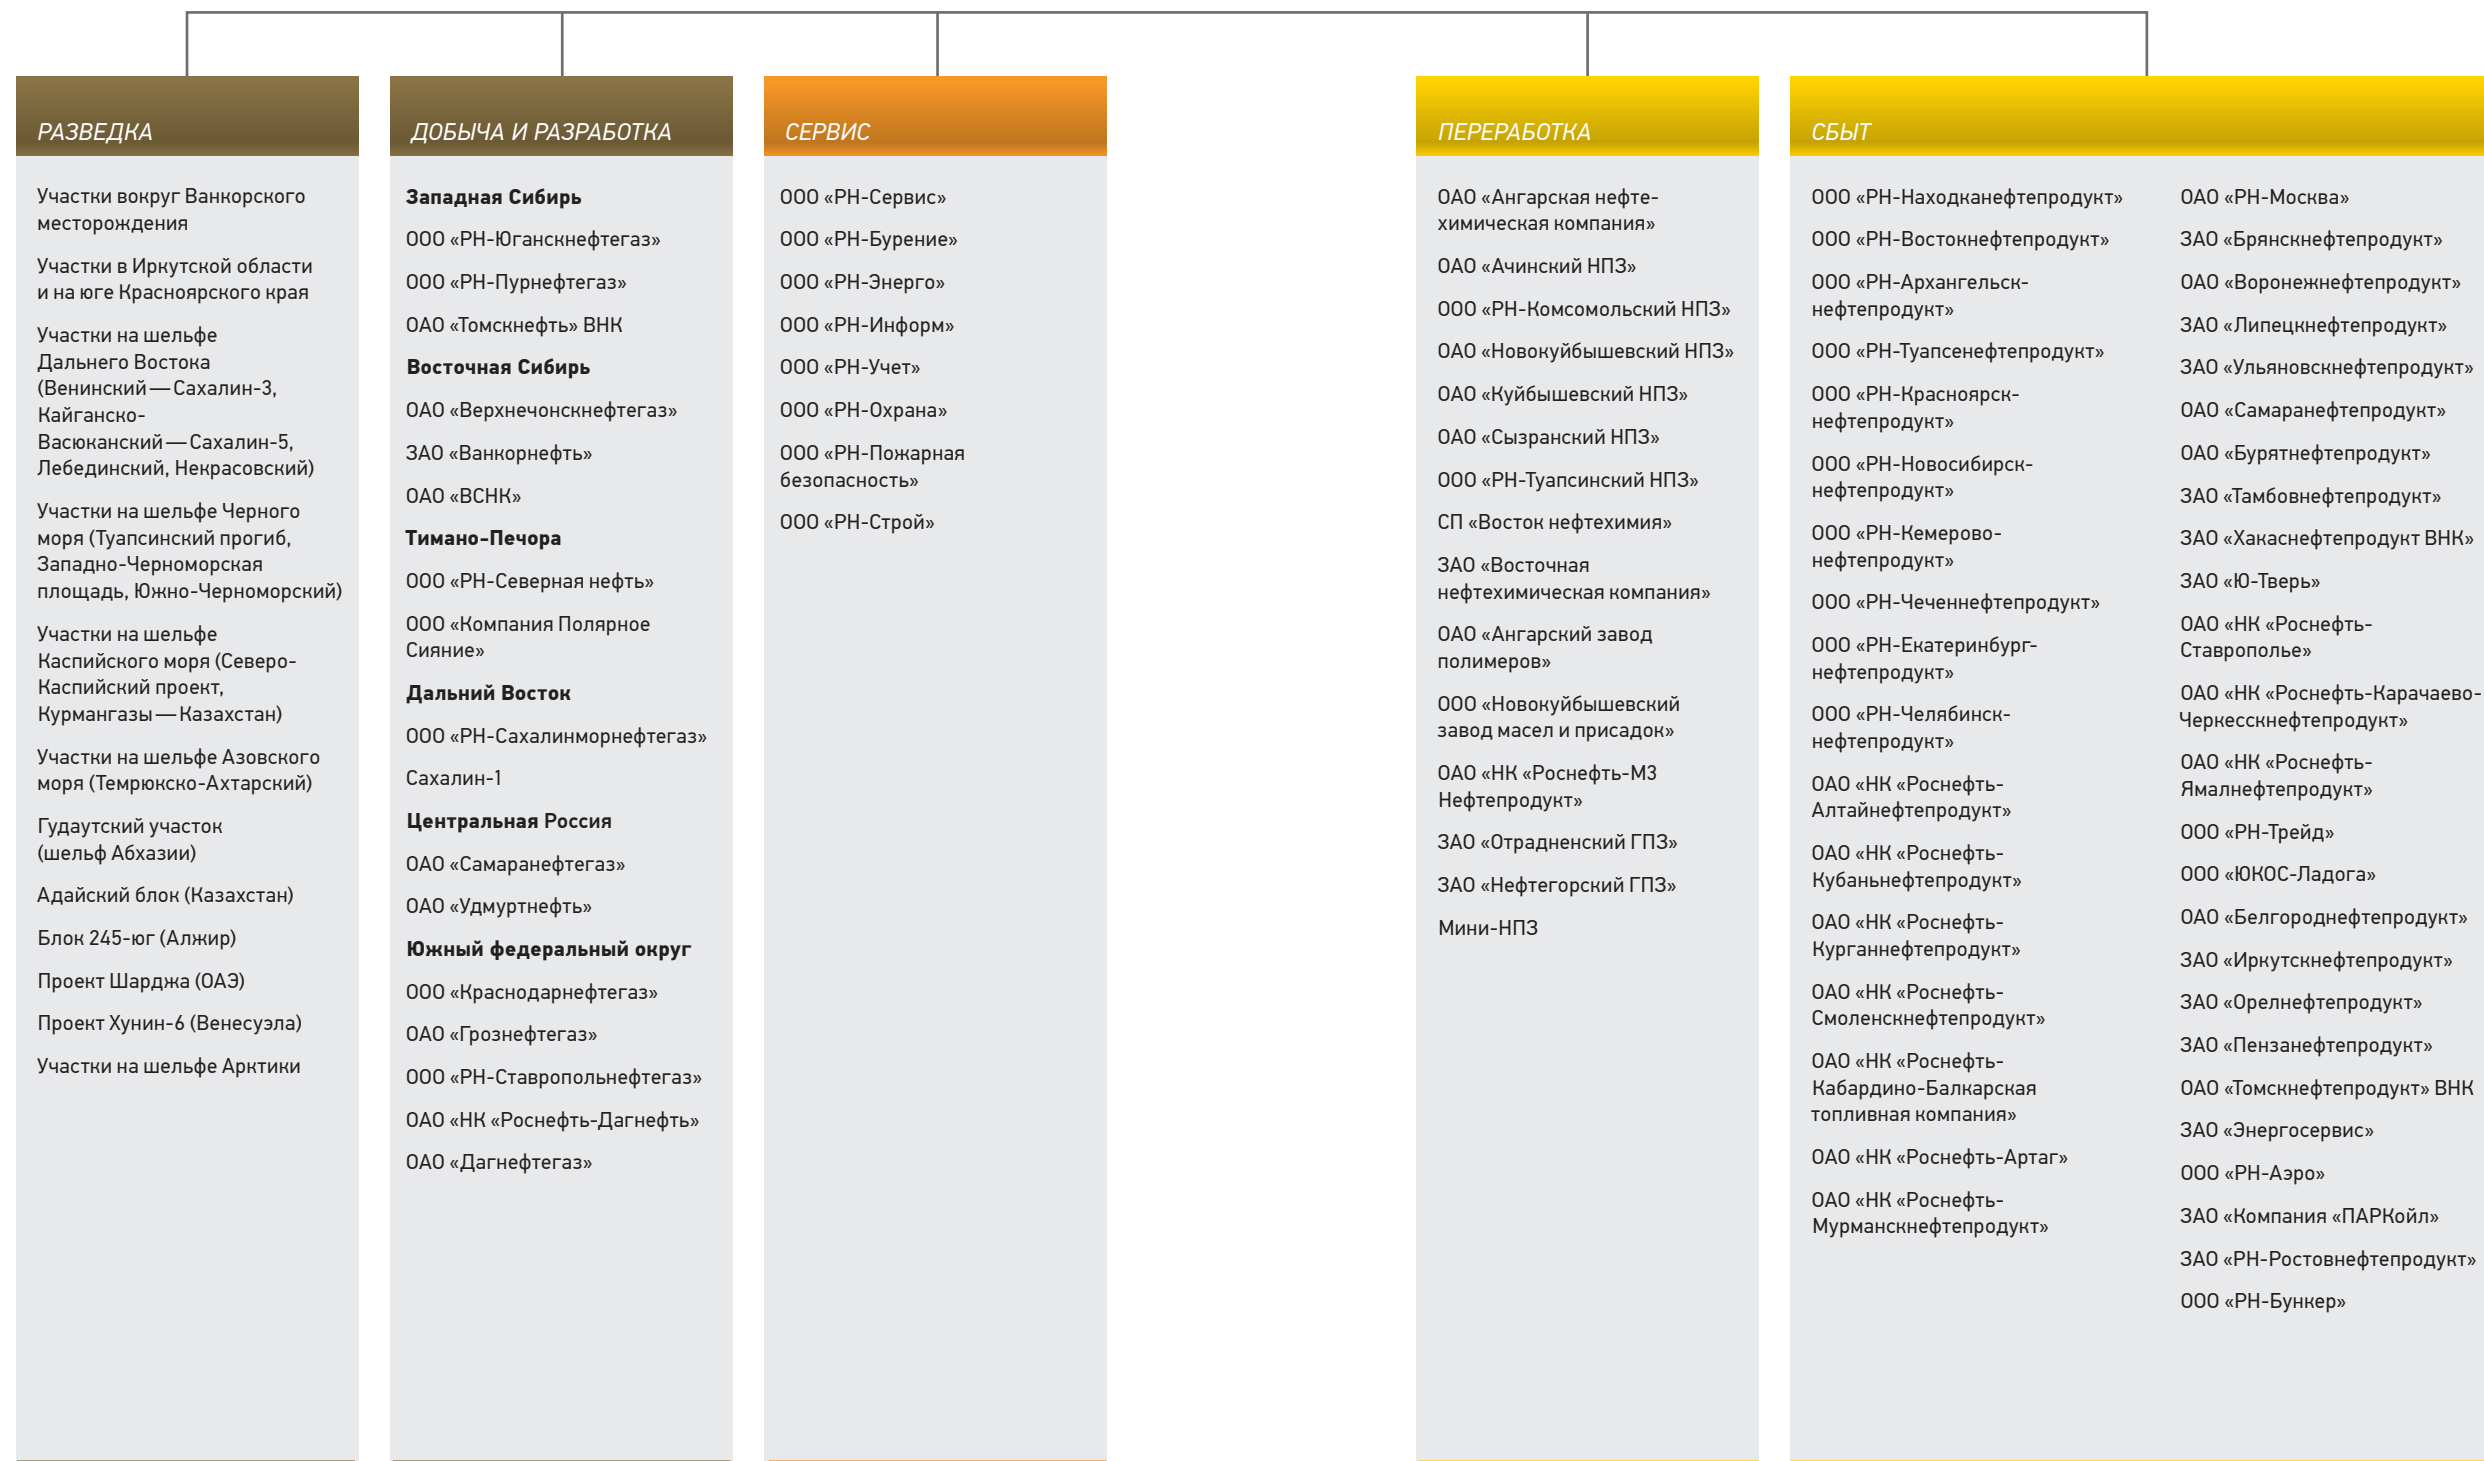 РАЗВЕДКА
Участки вокруг Ванкорского
месторождения
Участки в Иркутской области
и на юге Красноярского края
Участки на шельфе
Дальнего Востока
(Венинский — Сахалин-3,
Кайганско-
Васюканский — Сахалин-5,
Лебединский, Некрасовский)
Участки на шельфе Черного
моря (Туапсинский прогиб,
Западно-Черноморская
площадь, Южно-Черноморский)
Участки на шельфе
Каспийского моря (Северо-
Каспийский проект,
Курмангазы — Казахстан)
Участки на шельфе Азовского
моря (Темрюкско-Ахтарский)
Гудаутский участок
(шельф Абхазии)
Адайский блок (Казахстан)
Блок 245-юг (Алжир)
Проект Шарджа (ОАЭ)
Проект Хунин-6 (Венесуэла)
Участки на шельфе Арктики
ДОБЫЧА И РАЗРАБОТКА
Западная Сибирь
ООО «РН-Юганскнефтегаз»
ООО «РН-Пурнефтегаз»
ОАО «Томскнефть» ВНК
Восточная Сибирь
ОАО «Верхнечонскнефтегаз»
ЗАО «Ванкорнефть»
ОАО «ВСНК»
Тимано-Печора
ООО «РН-Северная нефть»
ООО «Компания Полярное
Сияние»
Дальний Восток
ООО «РН-Сахалинморнефтегаз»
Сахалин-1
Центральная Россия
ОАО «Самаранефтегаз»
ОАО «Удмуртнефть»
Южный федеральный округ
ООО «Краснодарнефтегаз»
ОАО «Грознефтегаз»
ООО «РН-Ставропольнефтегаз»
ОАО «НК «Роснефть-Дагнефть»
ОАО «Дагнефтегаз»
СЕРВИС
ООО «РН-Сервис»
ООО «РН-Бурение»
ООО «РН-Энерго»
ООО «РН-Информ»
ООО «РН-Учет»
ООО «РН-Охрана»
ООО «РН-Пожарная
безопасность»
ООО «РН-Строй»
ПЕРЕРАБОТКА
ОАО «Ангарская нефте-
химическая компания»
ОАО «Ачинский НПЗ»
ООО «РН-Комсомольский НПЗ»
ОАО «Новокуйбышевский НПЗ»
ОАО «Куйбышевский НПЗ»
ОАО «Сызранский НПЗ»
ООО «РН-Туапсинский НПЗ»
СП «Восток нефтехимия»
ЗАО «Восточная
нефтехимическая компания»
ОАО «Ангарский завод
полимеров»
ООО «Новокуйбышевский
завод масел и присадок»
ОАО «НК «Роснефть-МЗ
Нефтепродукт»
ЗАО «Отрадненский ГПЗ»
ЗАО «Нефтегорский ГПЗ»
Мини-НПЗ
СБЫТ
ООО «РН-Находканефтепродукт»
ООО «РН-Востокнефтепродукт»
ООО «РН-Архангельск-
нефтепродукт»
ООО «РН-Туапсенефтепродукт»
ООО «РН-Красноярск-
нефтепродукт»
ООО «РН-Новосибирск-
нефтепродукт»
ООО «РН-Кемерово-
нефтепродукт»
ООО «РН-Чеченнефтепродукт»
ООО «РН-Екатеринбург-
нефтепродукт»
ООО «РН-Челябинск-
нефтепродукт»
ОАО «НК «Роснефть-
Алтайнефтепродукт»
ОАО «НК «Роснефть-
Кубаньнефтепродукт»
ОАО «НК «Роснефть-
Курганнефтепродукт»
ОАО «НК «Роснефть-
Смоленскнефтепродукт»
ОАО «НК «Роснефть-
Кабардино-Балкарская
топливная компания»
ОАО «НК «Роснефть-Артаг»
ОАО «НК «Роснефть-
Мурманскнефтепродукт»
ОАО «РН-Москва»
ЗАО «Брянскнефтепродукт»
ОАО «Воронежнефтепродукт»
ЗАО «Липецкнефтепродукт»
ЗАО «Ульяновскнефтепродукт»
ОАО «Самаранефтепродукт»
ОАО «Бурятнефтепродукт»
ЗАО «Тамбовнефтепродукт»
ЗАО «Хакаснефтепродукт ВНК»
ЗАО «Ю-Тверь»
ОАО «НК «Роснефть-
Ставрополье»
ОАО «НК «Роснефть-Карачаево-
Черкесскнефтепродукт»
ОАО «НК «Роснефть-
Ямалнефтепродукт»
ООО «РН-Трейд»
ООО «ЮКОС-Ладога»
ОАО «Белгороднефтепродукт»
ЗАО «Иркутскнефтепродукт»
ЗАО «Орелнефтепродукт»
ЗАО «Пензанефтепродукт»
ОАО «Томскнефтепродукт» ВНК
ЗАО «Энергосервис»
ООО «РН-Аэро»
ЗАО «Компания «ПАРКойл»
ЗАО «РН-Ростовнефтепродукт»
ООО «РН-Бункер»